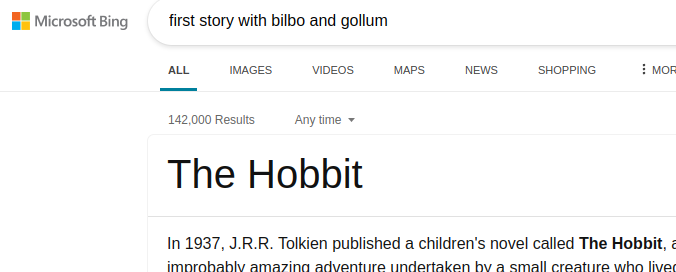 Microsoft Bing
first story with bilbo and gollum
ALL IMAGES VIDEOS MAPS NEWS SHOPPING MOR
142,000 Results Any time
The Hobbit
In 1937, J.R.R. Tolkien published a children's novel called The Hobbit, a
improbably amazing adventure undertaken by a small creature who lived